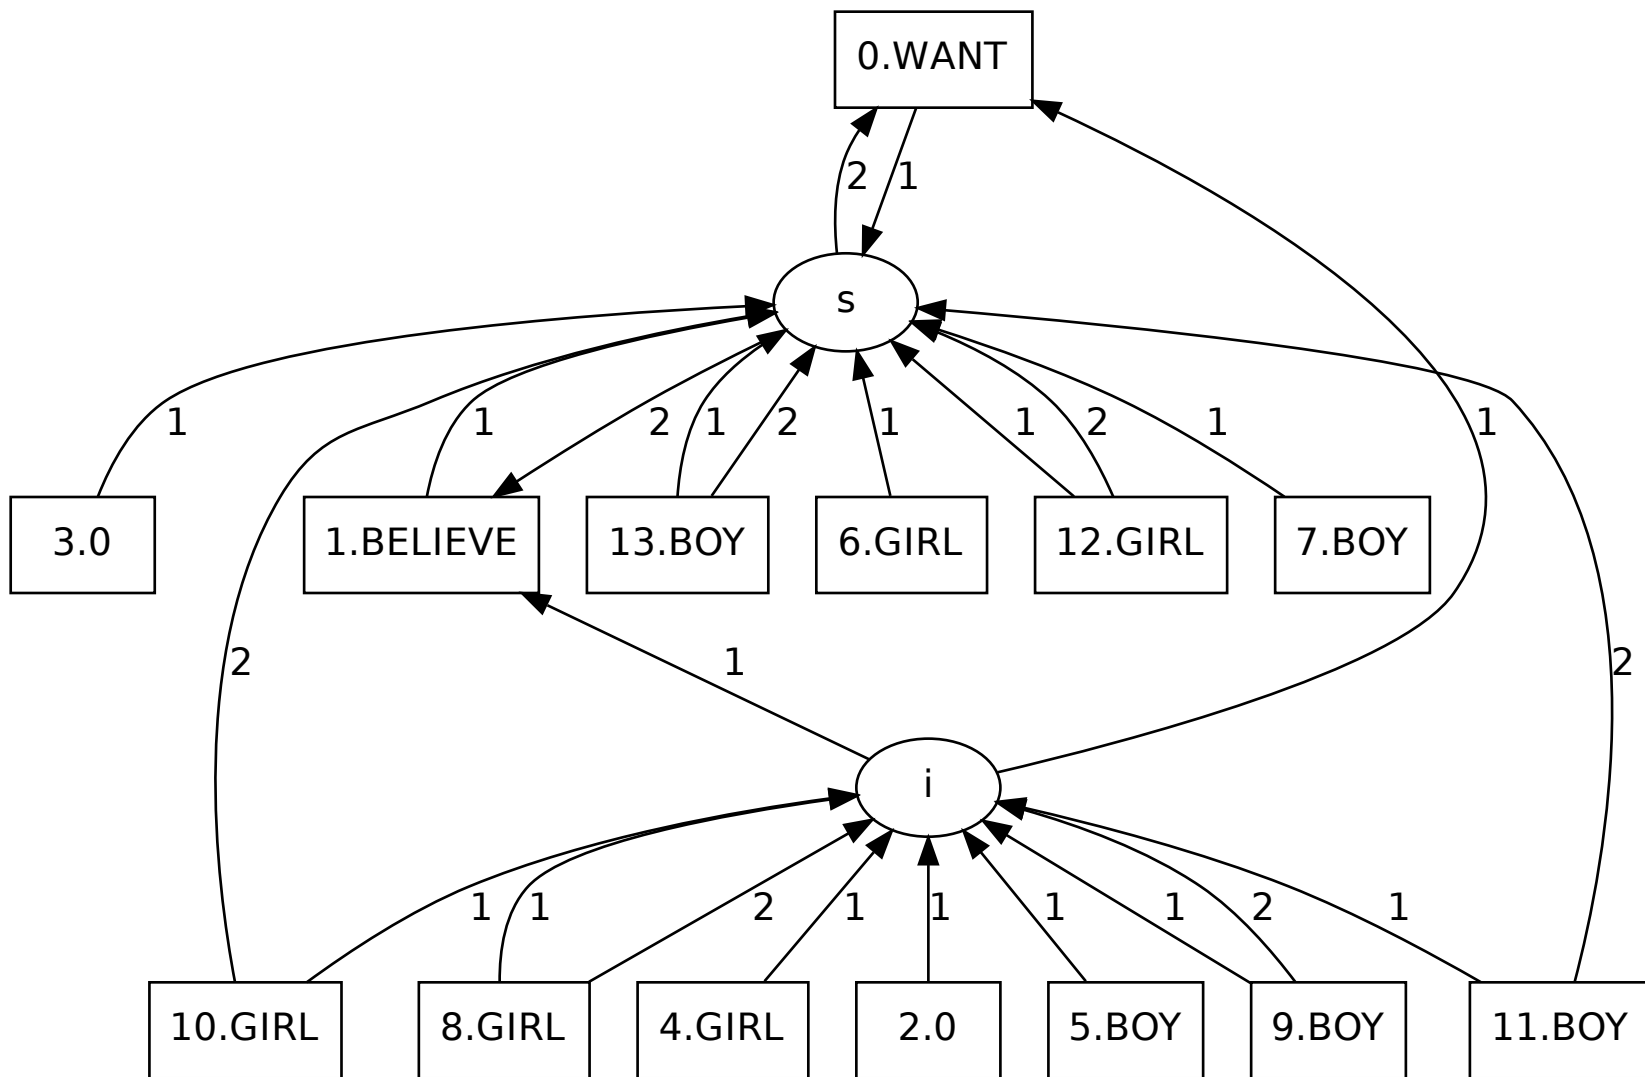 0.WANT
2 1
s
1 1 2 1 2 1 1 2 1 1
3.0 1.BELIEVE 13.BOY 6.GIRL 12.GIRL 7.BOY
2 1 2
i
1 1 2 1 1 1 1 2 1
10.GIRL 8.GIRL 4.GIRL 2.0 5.BOY 9.BOY 11.BOY